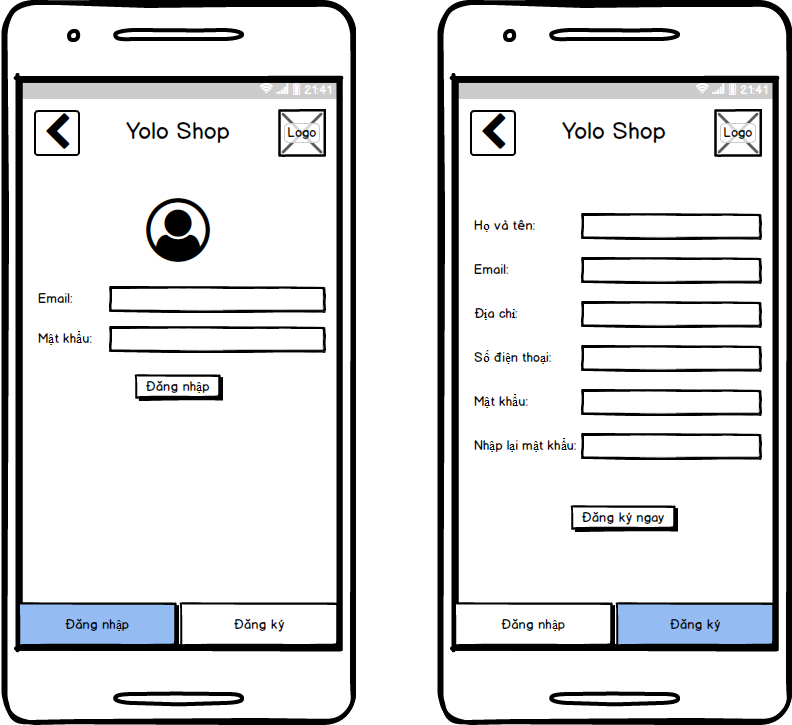 21:41
Yolo Shop
Logo
Email:
Mật khẩu:
Đăng nhập
Đăng nhập
Đăng ký
21:41
Yolo Shop
Logo
Họ và tên:
Email:
Địa chỉ:
Số điện thoại:
Mật khẩu:
Nhập lại mật khẩu:
Đăng ký ngay
Đăng nhập
Đăng ký